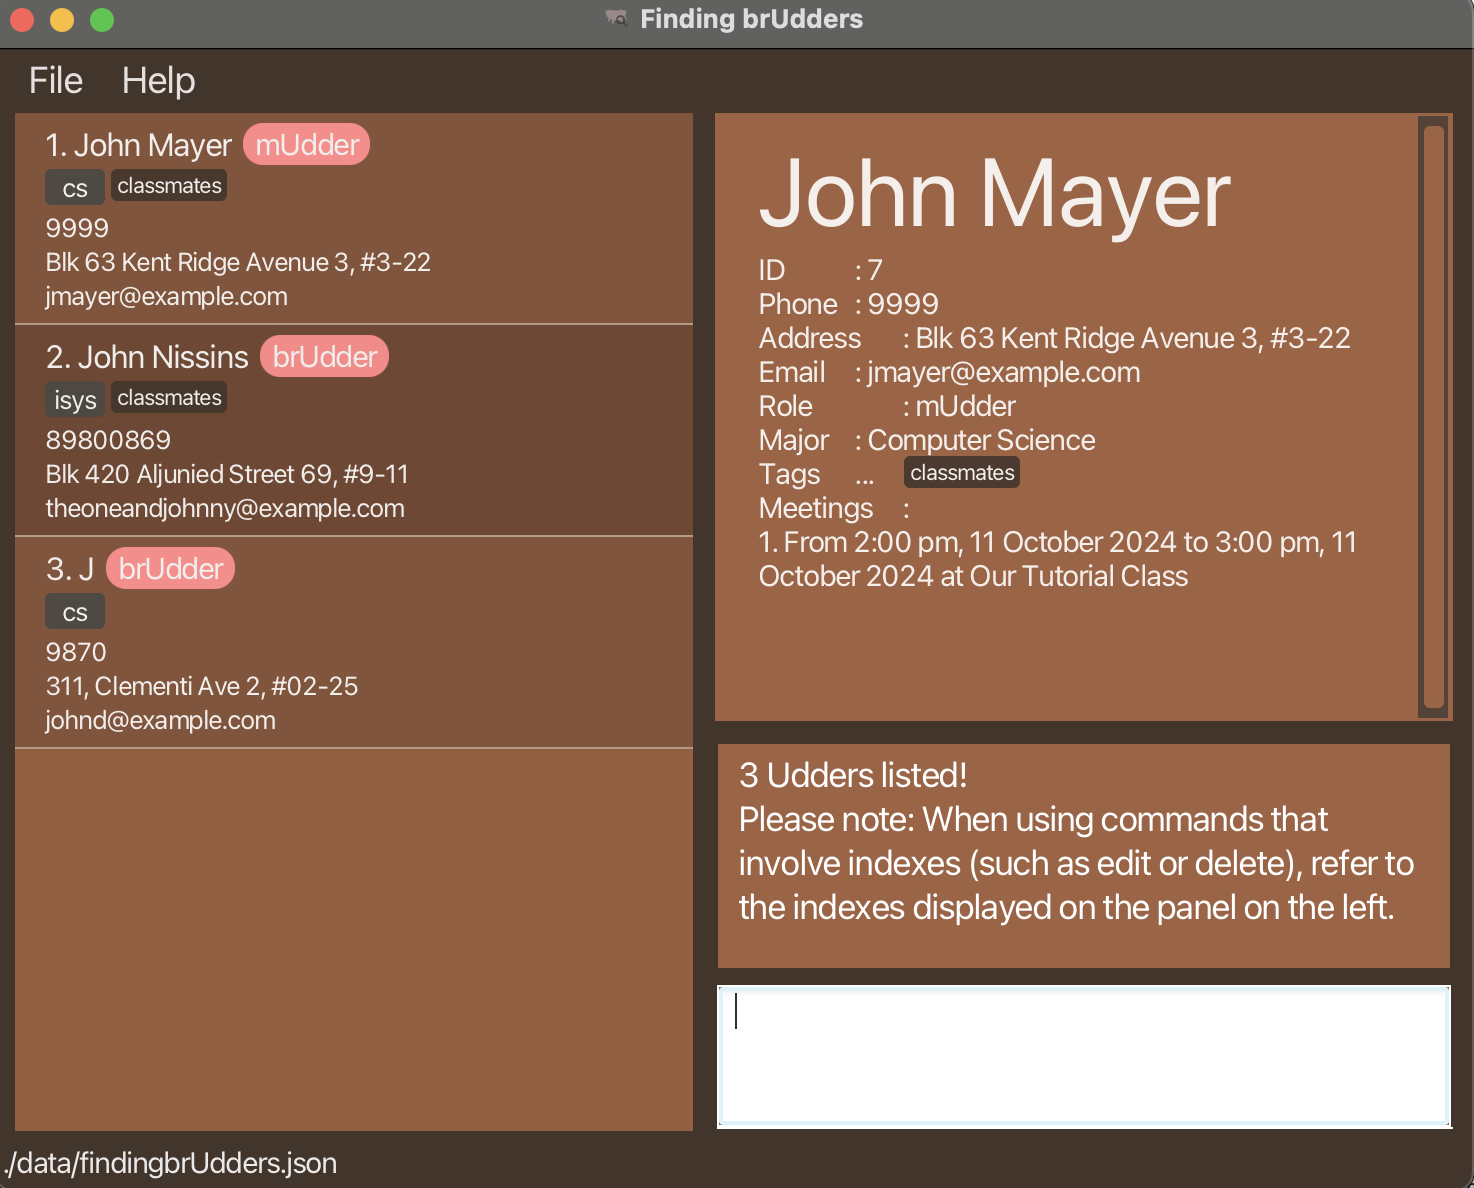 Finding brUdders
File Help
1. John Mayer mUdder
cs classmates
9999
Blk 63 Kent Ridge Avenue 3, #3-22
jmayer@example.com
2. John Nissins brUdder
isys classmates
89800869
Blk 420 Aljunied Street 69, #9-11
theoneandjohnny@example.com
3. J brUdder
cs
9870
311, Clementi Ave 2, #02-25
johnd@example.com
John Mayer
ID : 7
Phone : 9999
Address : Blk 63 Kent Ridge Avenue 3, #3-22
Email : jmayer@example.com
Role : mUdder
Major : Computer Science
Tags ... classmates
Meetings :
1. From 2:00 pm, 11 October 2024 to 3:00 pm, 11
October 2024 at Our Tutorial Class
3 Udders listed!
Please note: When using commands that
involve indexes (such as edit or delete), refer to
the indexes displayed on the panel on the left.
./data/findingbrUdders.json